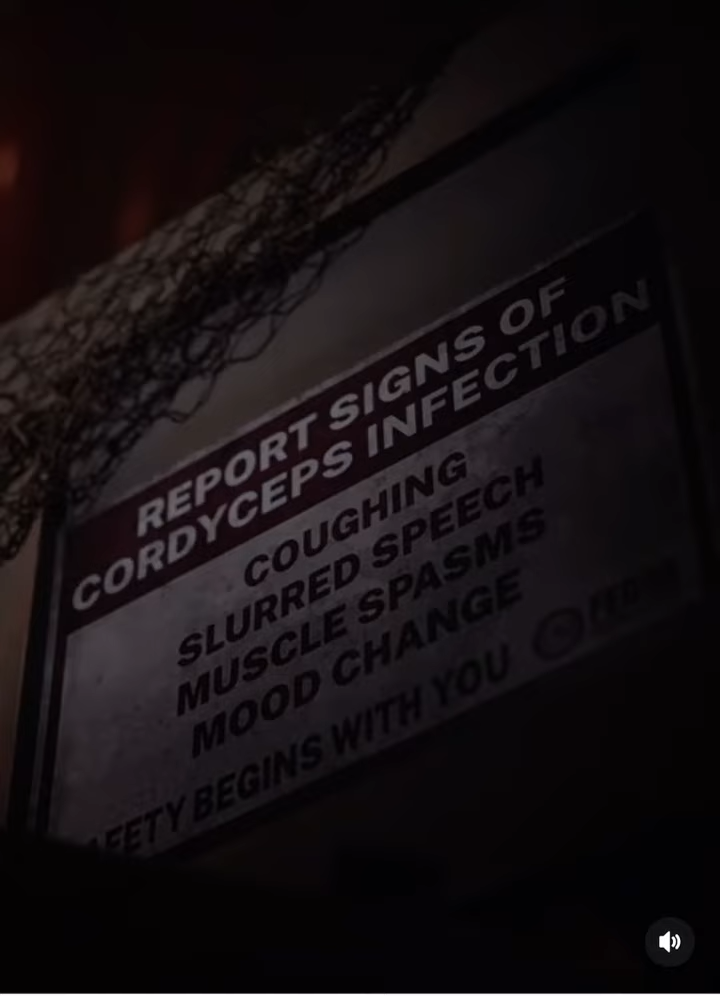 REPORT SIGNS OF
CORDYCEPS INFECTION
COUGHING
SLURRED SPEECH
MUSCLE SPASMS
MOOD CHANGE
BEGINS WITH YOU